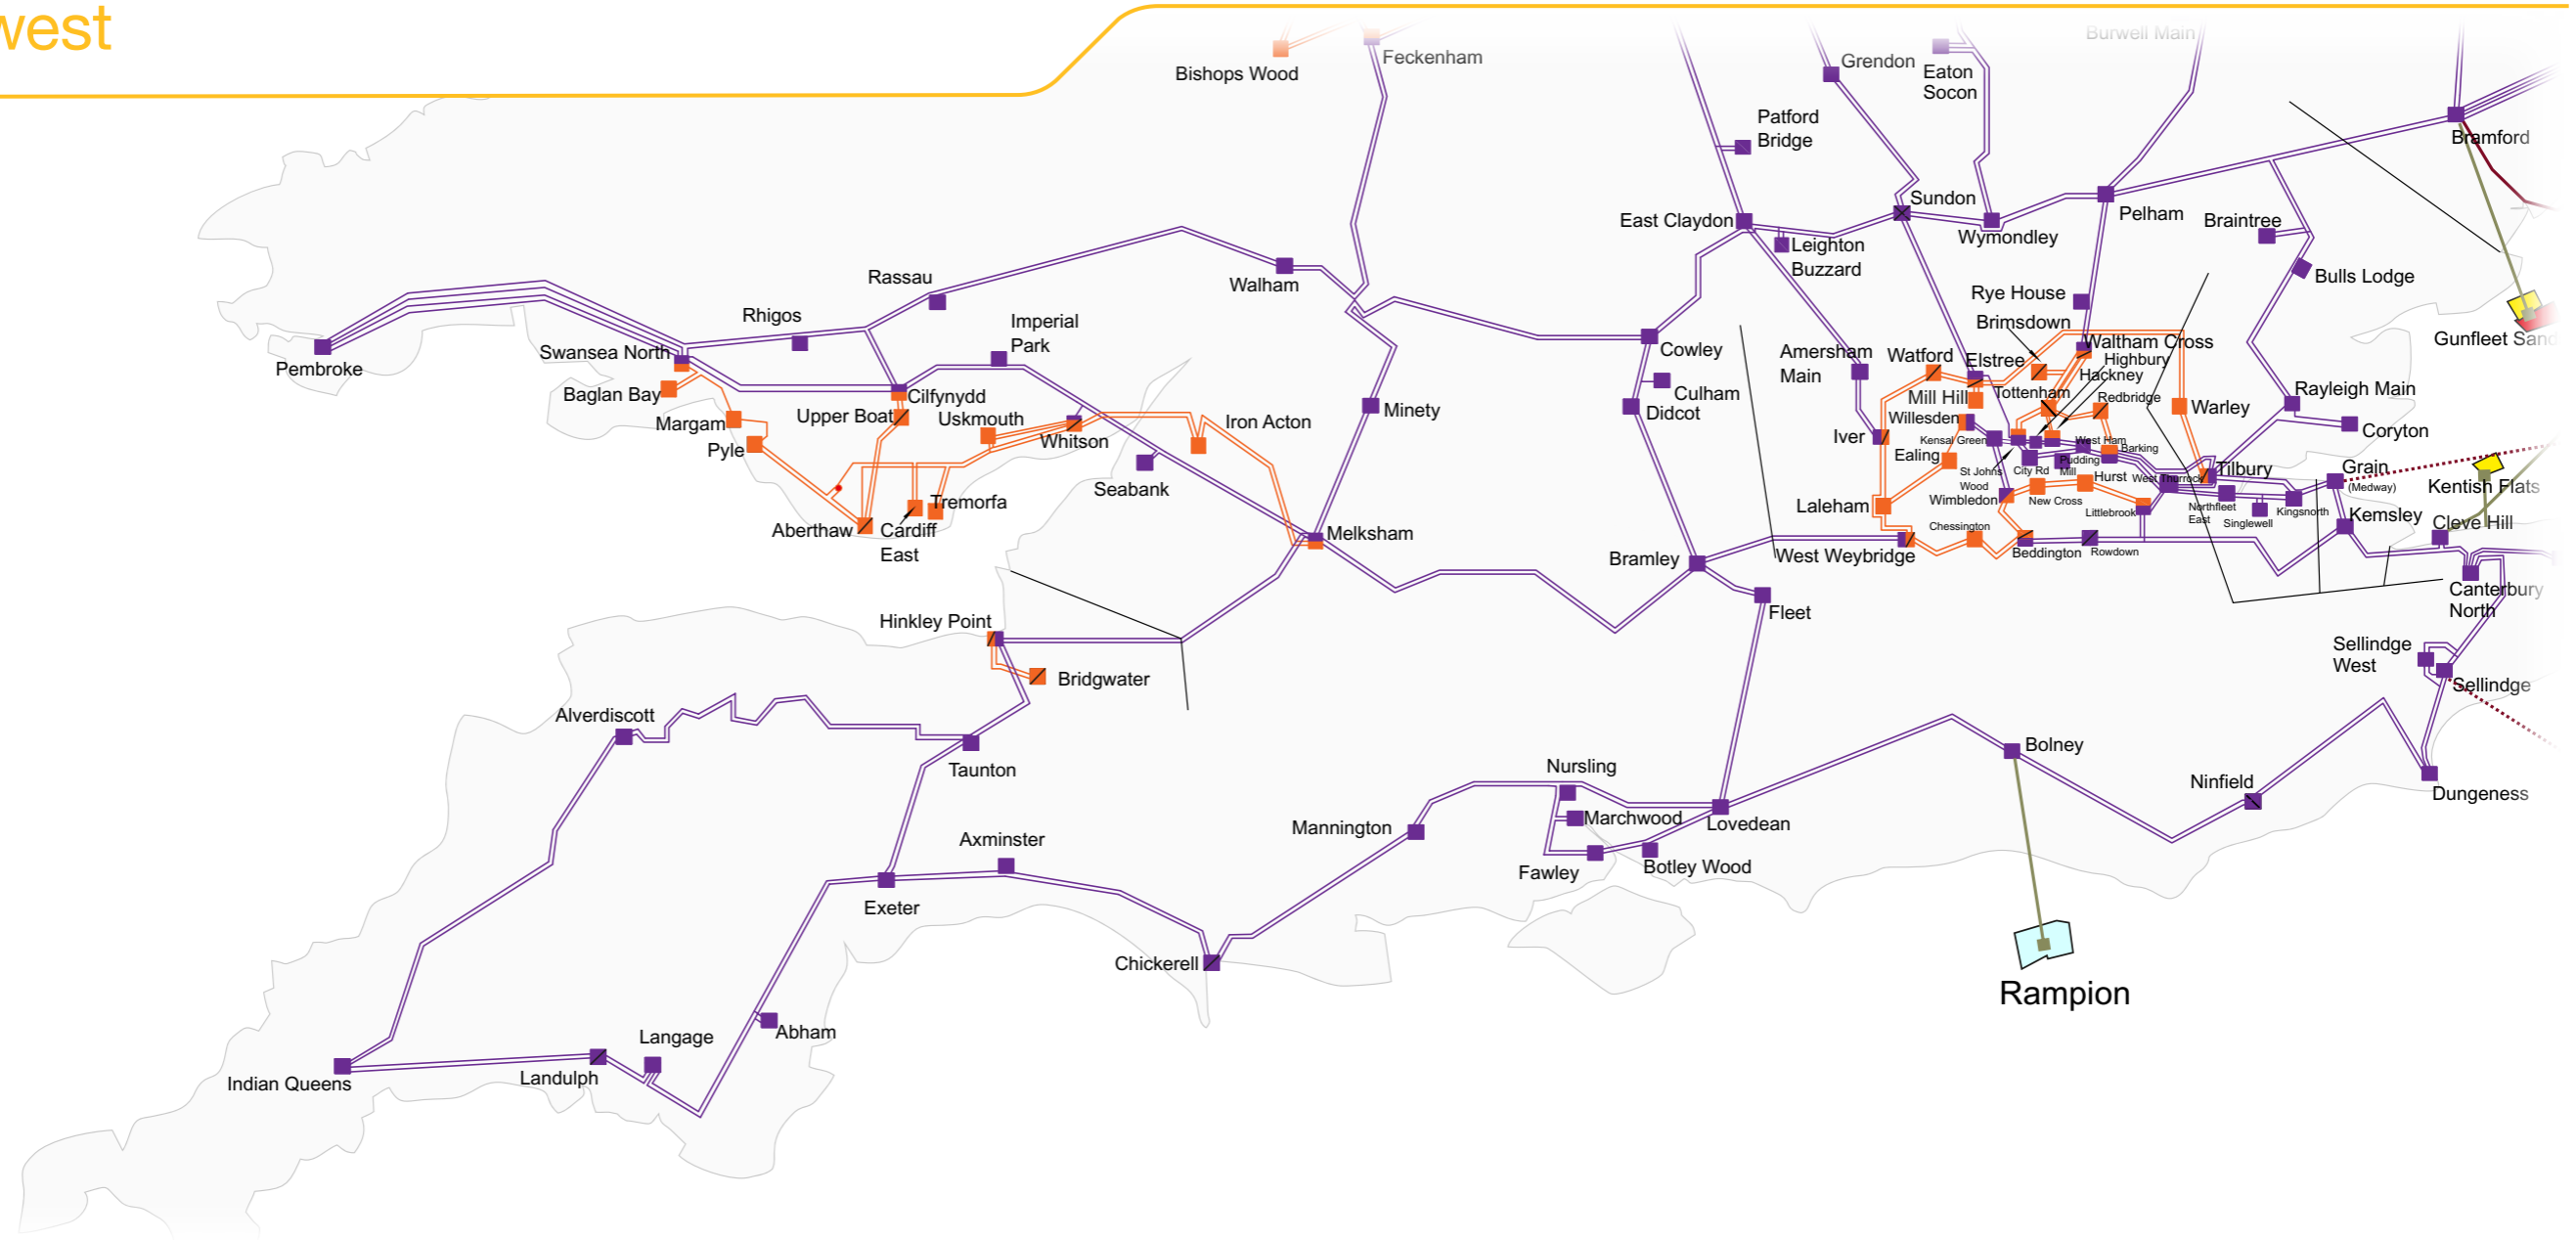 west
Burwell Main
Feckenham
Bishops Wood
Grendon
Eaton
Socon
Patford
Bridge
Bramford
Sundon
Pelham
Braintree
East Claydon
Wymondley
Leighton
Buzzard
Bulls Lodge
Rassau
Walham
Rye House
Rhigos
Imperial
Park
Brimsdown
Gunfleet Sand
Waltham Cross
Swansea North
Pembroke
Cowley
Amersham
Main
Watford
Elstree
Highbury
Hackney
Baglan Bay
Cilfynydd
Culham
Mill Hill
Tottenham
Redbridge
Rayleigh Main
Margam
Upper Boat
Uskmouth
Minety
Didcot
Warley
Iron Acton
Willesden
Whitson
Iver
Kensal Green
West Ham
Barking
Coryton
Pyle
Ealing
St Johns
Wood
City Rd
Pudding
Mill
Tilbury
Grain
(Medway)
Seabank
Hurst
West Thurrock
Kentish Flats
Tremorfa
Laleham
Wimbledon
New Cross
Littlebrook
Northfleet
East
Singlewell
Kingsnorth
Kemsley
Cleve Hill
Aberthaw
Cardiff
East
Melksham
Chessington
Bramley
West Weybridge
Beddington
Rowdown
Canterbury
North
Fleet
Hinkley Point
Sellindge
West
Bridgwater
Sellindge
Alverdiscott
Taunton
Nursling
Bolney
Ninfield
Dungeness
Mannington
Marchwood
Lovedean
Axminster
Fawley
Botley Wood
Exeter
Chickerell
Rampion
Langage
Abham
Indian Queens
Landulph